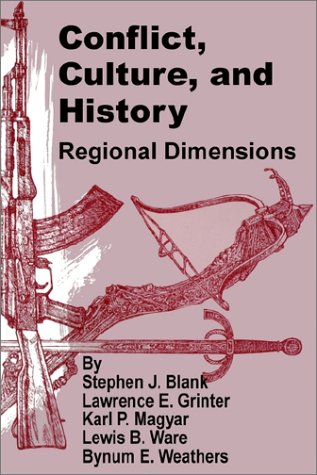 Conflict,
Culture, and
History
Regional Dimensions
By
Stephen J. Blank
Lawrence E. Grinter
Karl P. Magyar
Lewis B. Ware
Bynum E. Weathers